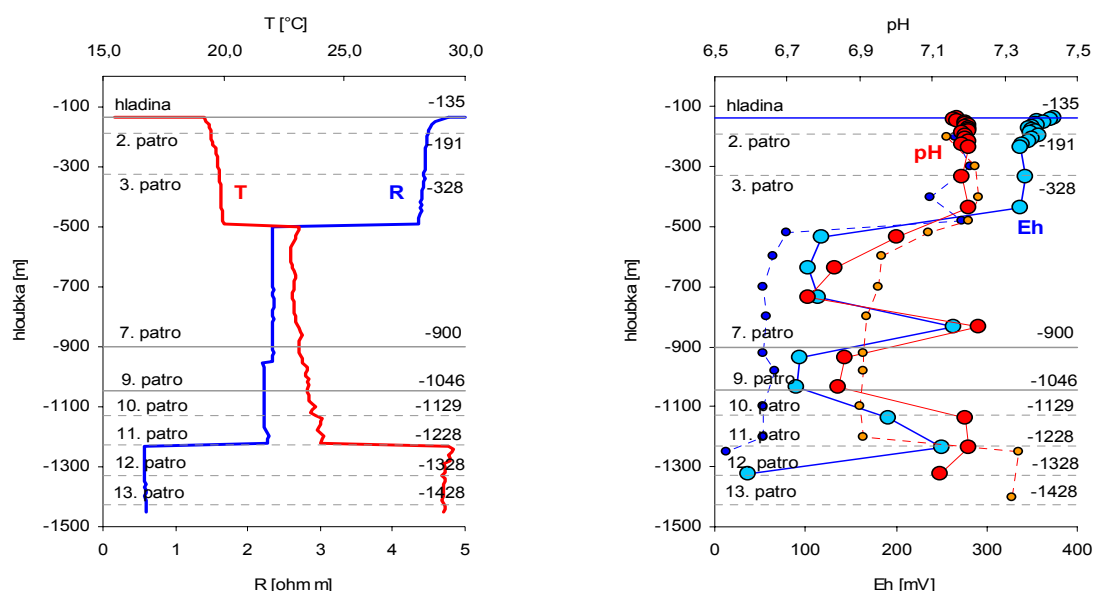 T [°C]
15,0 20,0 25,0 30,0
-100
-300
-500
-700
-900
-1100
-1300
-1500
hloubka [m]
hladina -135
2. patro -191
3. patro -328
T R
7. patro -900
9. patro -1046
10. patro -1129
11. patro -1228
12. patro -1328
13. patro -1428
0 1 2 3 4 5
R [ohm m]
pH
6,5 6,7 6,9 7,1 7,3 7,5
-100
-300
-500
-700
-900
-1100
-1300
-1500
hloubka [m]
hladina -135
2. patro -191
pH
3. patro -328
Eh
7. patro -900
9. patro -1046
10. patro -1129
11. patro -1228
12. patro -1328
13. patro -1428
0 100 200 300 400
Eh [mV]